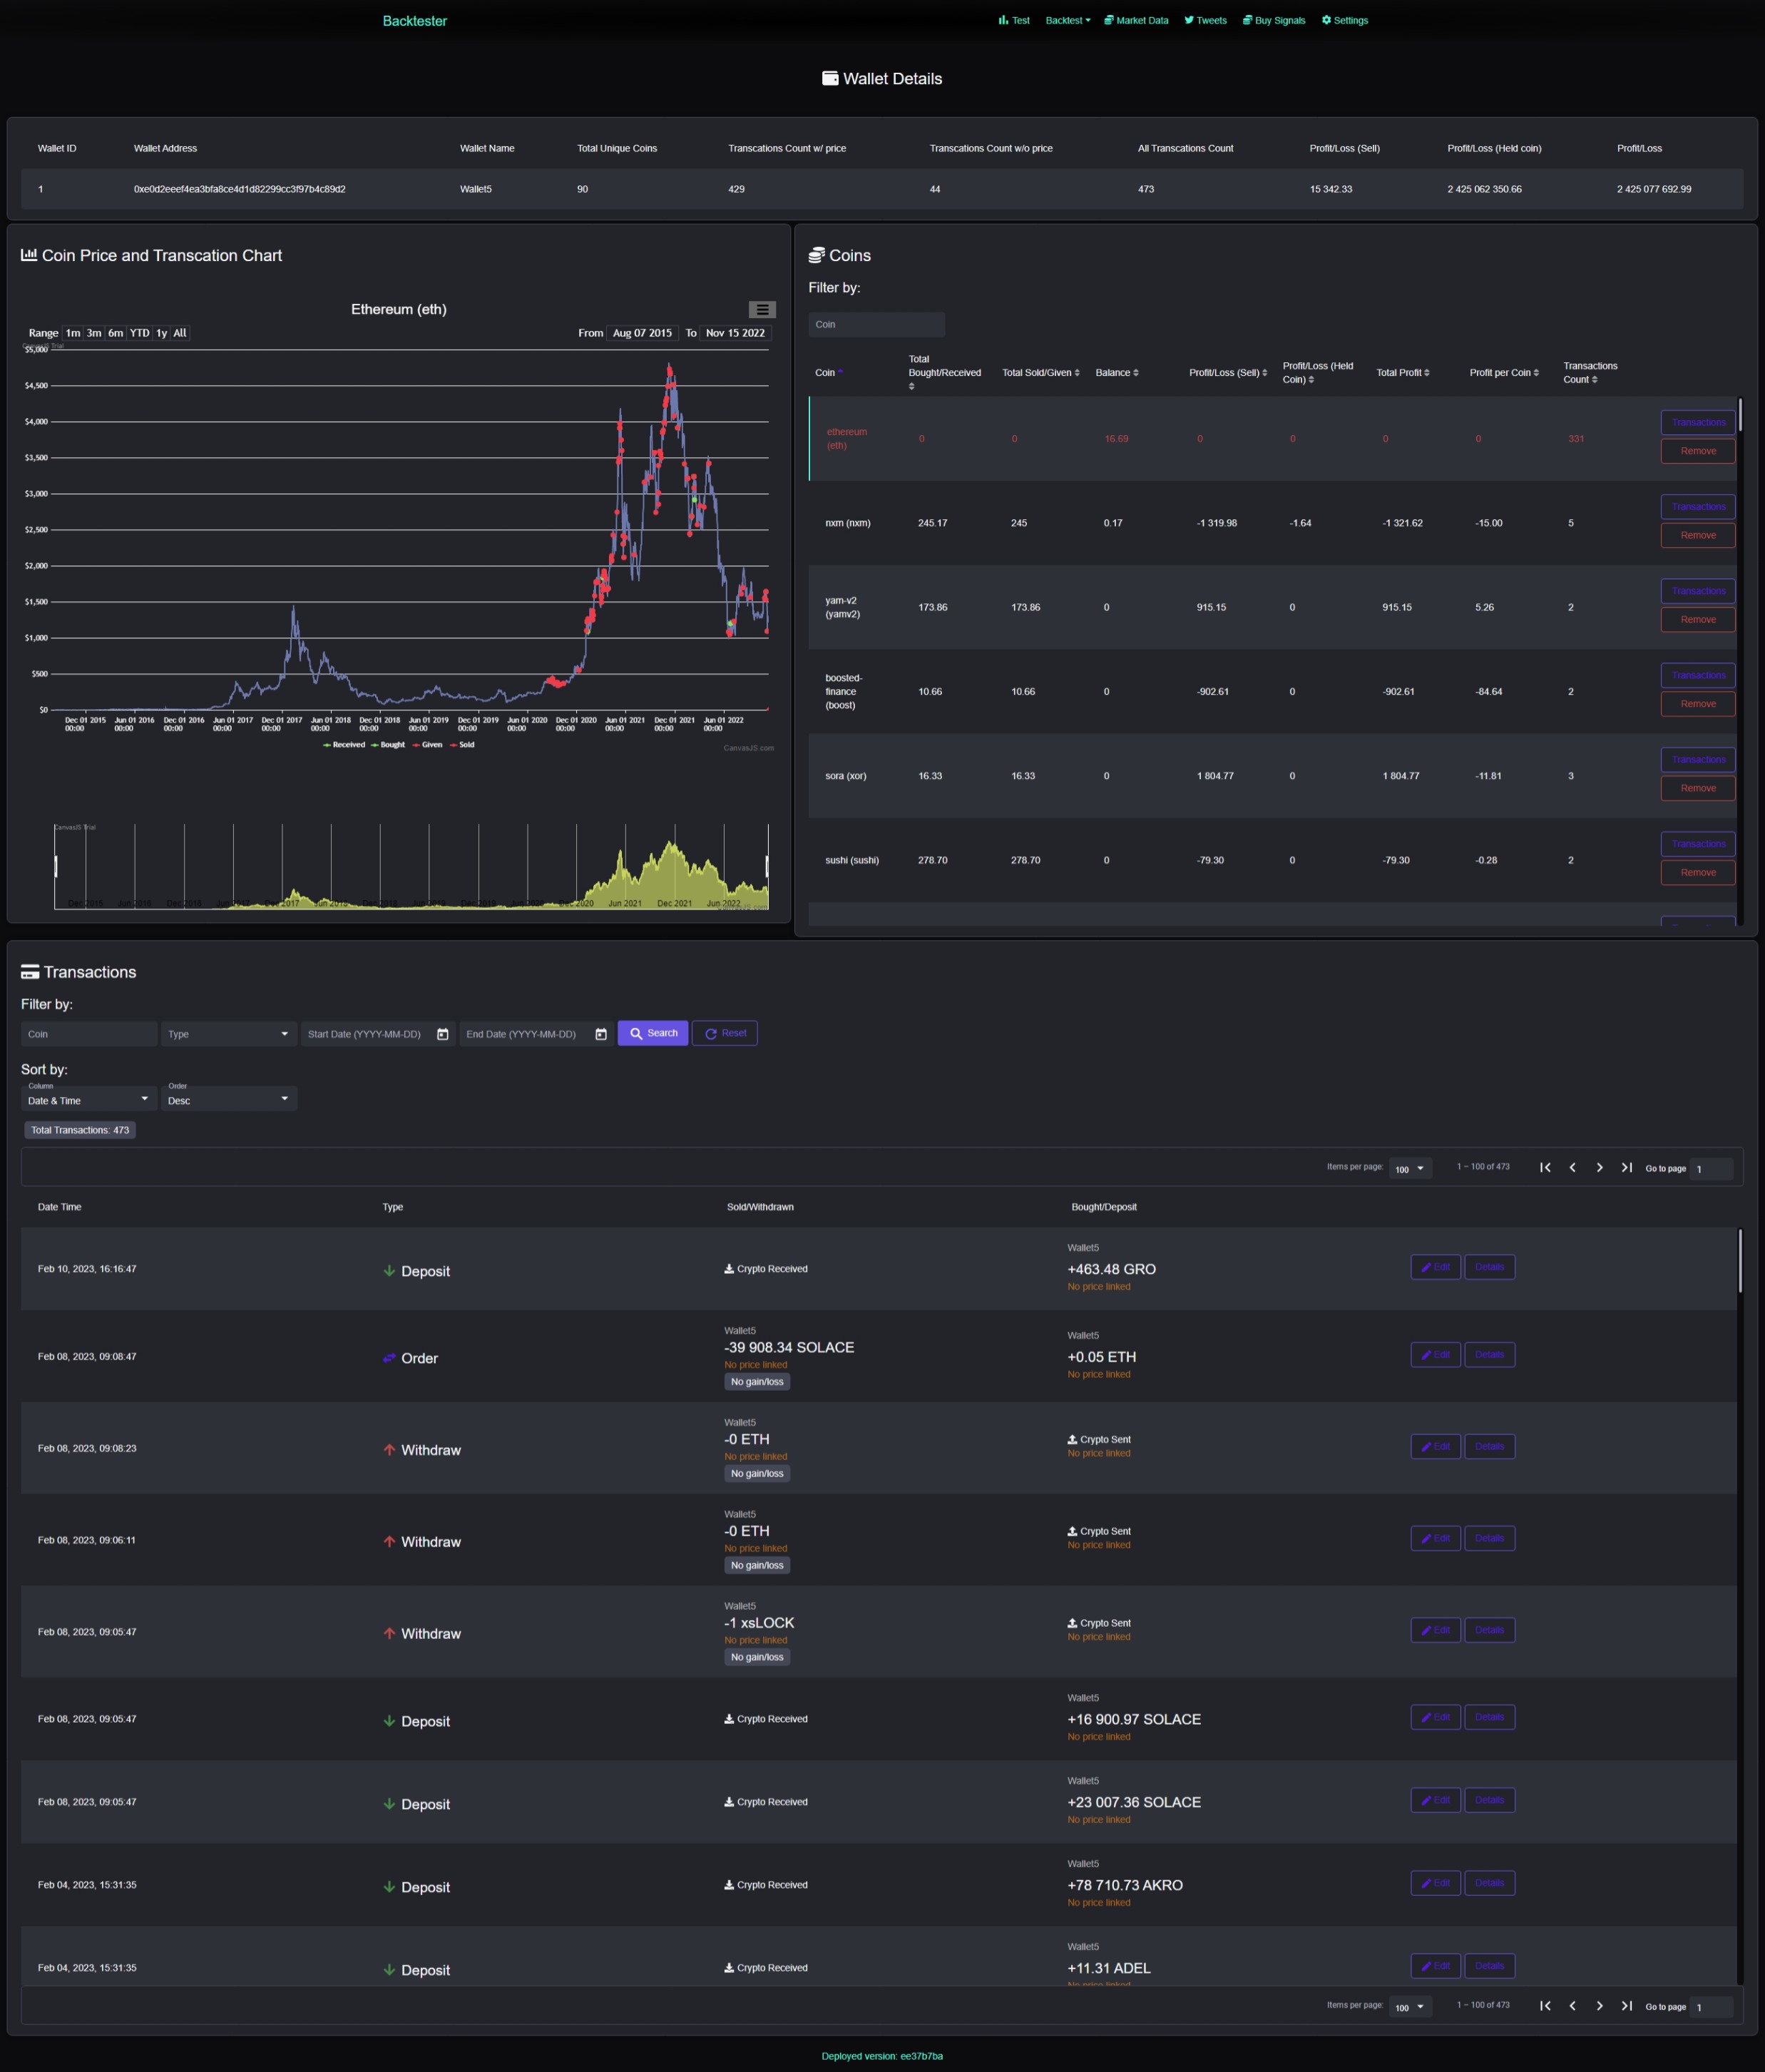 Backtester
Test Backtest Market Data Tweets Buy Signals Settings
Wallet Details
Wallet ID Wallet Address Wallet Name Total Unique Coins Transcations Count w/ price Transcations Count w/o price All Transcations Count Profit/Loss (Sell) Profit/Loss (Held coin) Profit/Loss
1 0xe0d2eeef4ea3bfa8ce4d1d82299cc3f97b4c89d2 Wallet5 90 429 44 473 15 342.33 2 425 062 350.66 2 425 077 692.99
Coin Price and Transcation Chart
Ethereum (eth)
Range 1m 3m 6m YTD 1y All
From Aug 07 2015 To Nov 15 2022
CanvasJS Trial
$5,000
$4,500
$4,000
$3,500
$3,000
$2,500
$2,000
$1,500
$1,000
$500
$0
Dec 01 2015 Jun 01 2016 Dec 01 2016 Jun 01 2017 Dec 01 2017 Jun 01 2018 Dec 01 2018 Jun 01 2019 Dec 01 2019 Jun 01 2020 Dec 01 2020 Jun 01 2021 Dec 01 2021 Jun 01 2022
00:00 00:00 00:00 00:00 00:00 00:00 00:00 00:00 00:00 00:00 00:00 00:00 00:00 00:00
Received Bought Given Sold
CanvasJS.com
CanvasJS Trial
Dec 2015 Jun 2016 Dec 2016 Jun 2017 Dec 2017 Jun 2018 Dec 2018 Jun 2019 Dec 2019 Jun 2020 Dec 2020 Jun 2021 Dec 2021 Jun 2022
CanvasJS.com
Coins
Filter by:
Coin
Coin
Total
Bought/Received
Total Sold/Given
Balance
Profit/Loss (Sell)
Profit/Loss (Held
Coin)
Total Profit
Profit per Coin
Transactions
Count
ethereum
(eth)
0 0 16.69 0 0 0 0 331
Transactions
Remove
nxm (nxm) 245.17 245 0.17 -1 319.98 -1.64 -1 321.62 -15.00 5
Transactions
Remove
yam-v2
(yamv2)
173.86 173.86 0 915.15 0 915.15 5.26 2
Transactions
Remove
boosted-
finance
(boost)
10.66 10.66 0 -902.61 0 -902.61 -84.64 2
Transactions
Remove
sora (xor) 16.33 16.33 0 1 804.77 0 1 804.77 -11.81 3
Transactions
Remove
sushi (sushi) 278.70 278.70 0 -79.30 0 -79.30 -0.28 2
Transactions
Remove
Transactions
Filter by:
Coin Type Start Date (YYYY-MM-DD) End Date (YYYY-MM-DD) Search Reset
Sort by:
Column Order
Date & Time Desc
Total Transactions: 473
Items per page: 100 1 – 100 of 473 Go to page 1
Date Time Type Sold/Withdrawn Bought/Deposit
Feb 10, 2023, 16:16:47 Deposit Crypto Received
Wallet5
+463.48 GRO
No price linked
Edit Details
Feb 08, 2023, 09:08:47 Order
Wallet5
-39 908.34 SOLACE
No price linked
No gain/loss
Wallet5
+0.05 ETH
No price linked
Edit Details
Feb 08, 2023, 09:08:23 Withdraw
Wallet5
-0 ETH
No price linked
No gain/loss
Crypto Sent
No price linked
Edit Details
Feb 08, 2023, 09:06:11 Withdraw
Wallet5
-0 ETH
No price linked
No gain/loss
Crypto Sent
No price linked
Edit Details
Feb 08, 2023, 09:05:47 Withdraw
Wallet5
-1 xsLOCK
No price linked
No gain/loss
Crypto Sent
No price linked
Edit Details
Feb 08, 2023, 09:05:47 Deposit Crypto Received
Wallet5
+16 900.97 SOLACE
No price linked
Edit Details
Feb 08, 2023, 09:05:47 Deposit Crypto Received
Wallet5
+23 007.36 SOLACE
No price linked
Edit Details
Feb 04, 2023, 15:31:35 Deposit Crypto Received
Wallet5
+78 710.73 AKRO
No price linked
Edit Details
Feb 04, 2023, 15:31:35 Deposit Crypto Received
Wallet5
+11.31 ADEL
No price linked
Edit Details
Items per page: 100 1 – 100 of 473 Go to page 1
Deployed version: ee37b7ba